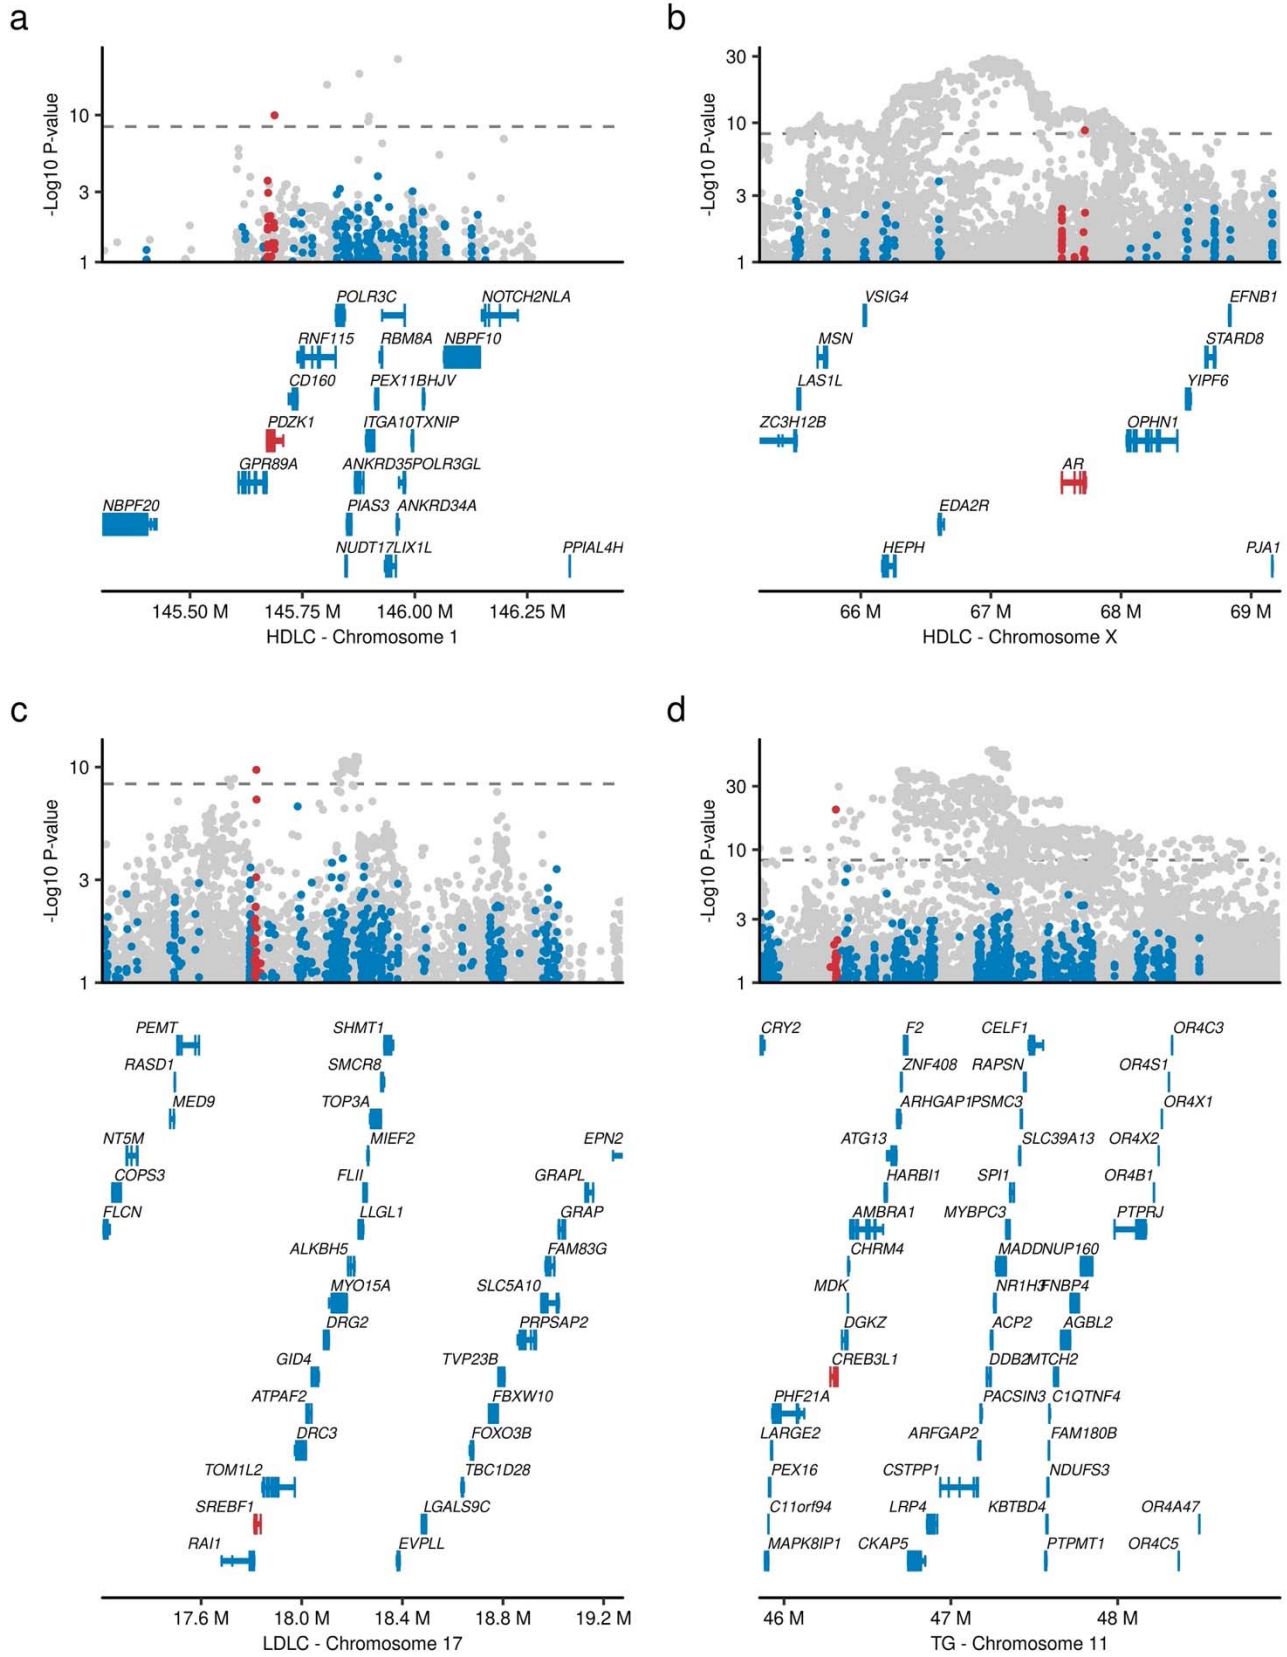 a
-Log10 P-value
10
3
1
POLR3C
NOTCH2NLA
RNF115
RBM8A
NBPF10
CD160
PEX11B
HJV
PDZK1
ITGA10
TXNIP
GPR89A
ANKRD35
POLR3GL
NBPF20
PIAS3
ANKRD34A
NUDT17
LIX1L
PPIAL4H
145.50 M
145.75 M
146.00 M
146.25 M
HDLC - Chromosome 1
b
-Log10 P-value
30
10
3
1
VSIG4
EFNB1
MSN
STARD8
LAS1L
YIPF6
ZC3H12B
OPHN1
AR
EDA2R
HEPH
PJA1
66 M
67 M
68 M
69 M
HDLC - Chromosome X
c
-Log10 P-value
10
3
1
PEMT
SHMT1
RASD1
SMCR8
MED9
TOP3A
NT5M
MIEF2
EPN2
COPS3
FLII
GRAPL
FLCN
LLGL1
GRAP
ALKBH5
FAM83G
MYO15A
SLC5A10
DRG2
PRPSAP2
GID4
TVP23B
ATPAF2
FBXW10
DRC3
FOXO3B
TOM1L2
TBC1D28
SREBF1
LGALS9C
RAI1
EVPLL
17.6 M
18.0 M
18.4 M
18.8 M
19.2 M
LDLC - Chromosome 17
d
-Log10 P-value
30
10
3
1
CRY2
F2
CELF1
OR4C3
ZNF408
RAPSN
OR4S1
ARHGAP1
PSMC3
OR4X1
ATG13
SLC39A13
OR4X2
HARBI1
SPI1
OR4B1
AMBRA1
MYBPC3
PTPRJ
CHRM4
MADD
NUP160
MDK
NR1H3
FNBP4
DGKZ
ACP2
AGBL2
CREB3L1
DDB2
MTCH2
PHF21A
PACSIN3
C1QTNF4
LARGE2
ARFGAP2
FAM180B
PEX16
CSTPP1
NDUFS3
C11orf94
LRP4
KBTBD4
OR4A47
MAPK8IP1
CKAP5
PTPMT1
OR4C5
46 M
47 M
48 M
TG - Chromosome 11